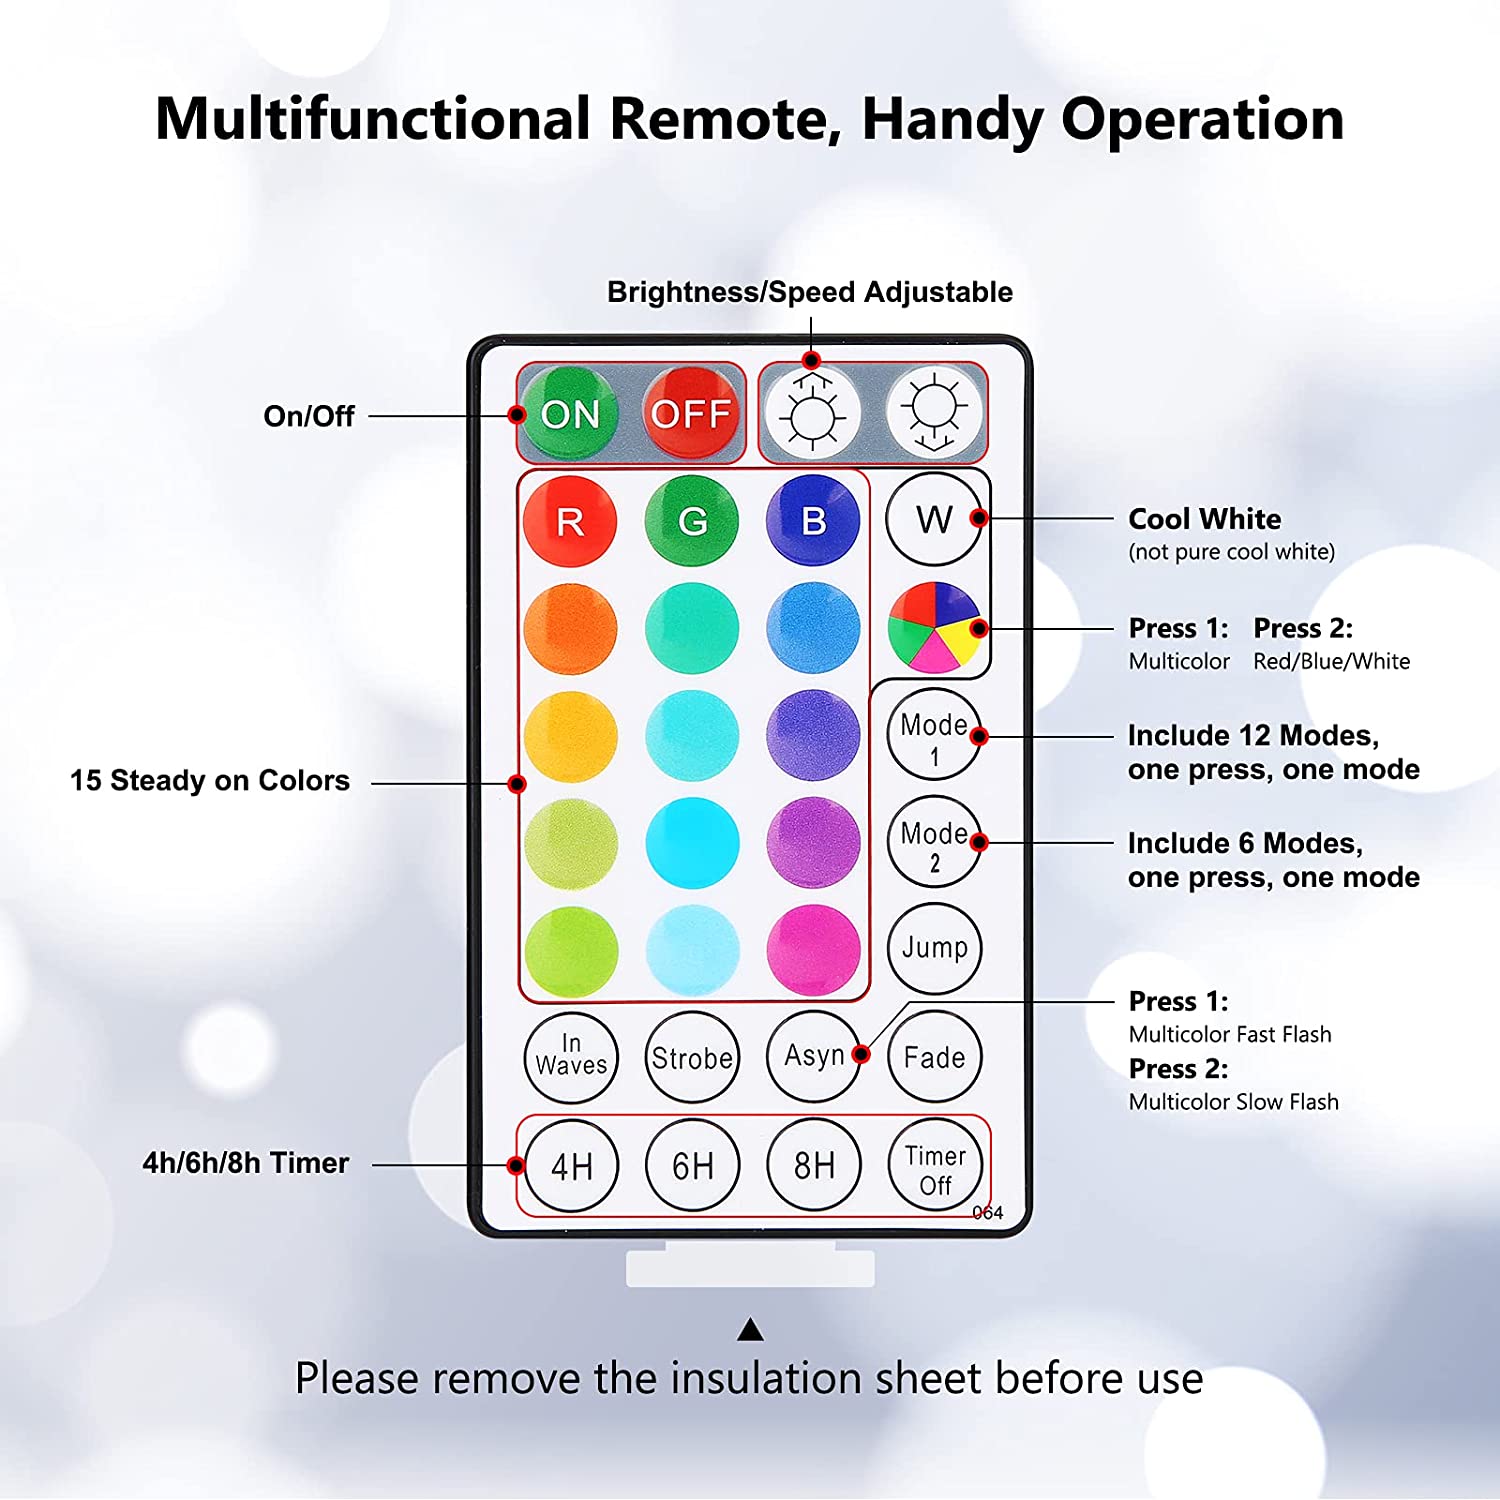 Multifunctional Remote, Handy Operation
Brightness/Speed Adjustable
On/Off
ON OFF
R G B W
Cool White
(not pure cool white)
Press 1: Press 2:
Multicolor Red/Blue/White
Mode
1
Include 12 Modes,
one press, one mode
15 Steady on Colors
Mode
2
Include 6 Modes,
one press, one mode
Jump
Press 1:
Multicolor Fast Flash
Press 2:
Multicolor Slow Flash
In
Waves
Strobe
Asyn
Fade
4h/6h/8h Timer
4H 6H 8H
Timer
Off
064
Please remove the insulation sheet before use